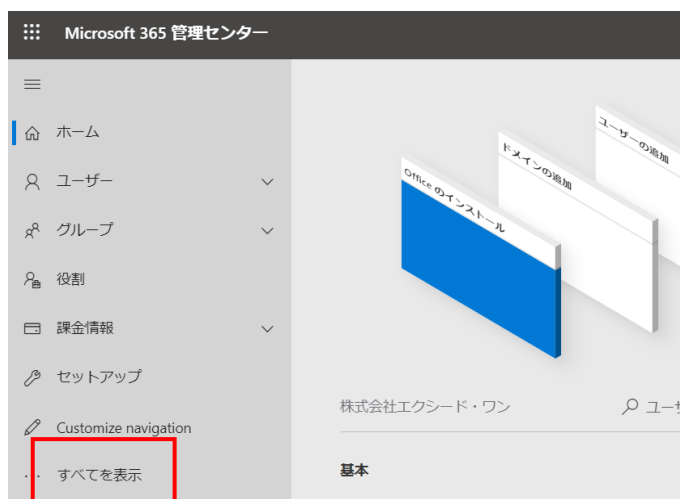 Microsoft 365 管理センター
ホーム
ユーザー
グループ
役割
課金情報
セットアップ
Customize navigation
すべてを表示
Office のインストール
ドメインの追加
ユーザーの追加
株式会社エクシード・ワン
基本